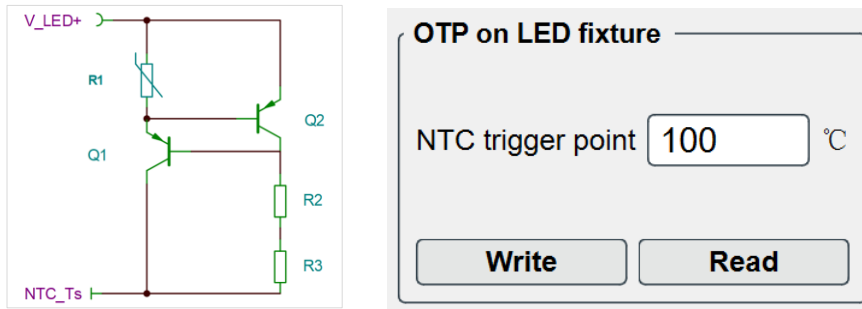 V_LED+
R1
Q2
Q1
R2
R3
NTC_Ts
OTP on LED fixture
NTC trigger point 100 ℃
Write Read